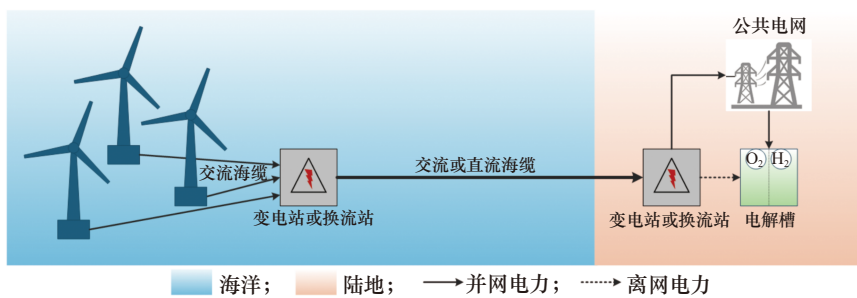 公共电网
交流海缆
交流或直流海缆
O₂ H₂
变电站或换流站
变电站或换流站
电解槽
海洋； 陆地； 并网电力； 离网电力